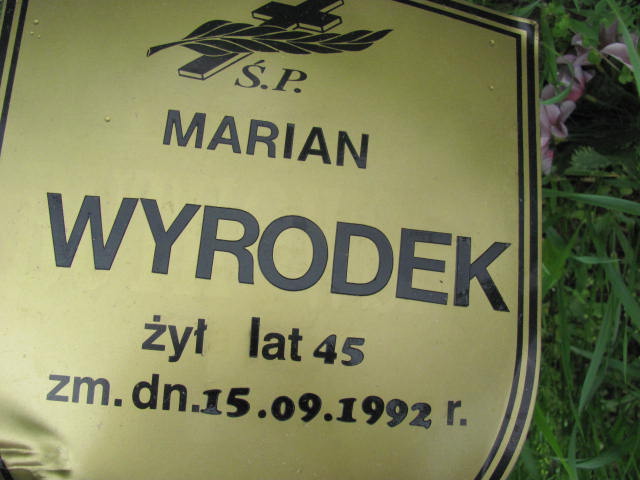 Ś.P.
MARIAN
WYRODEK
żył lat 45
zm. dn. 15.09.1992 r.